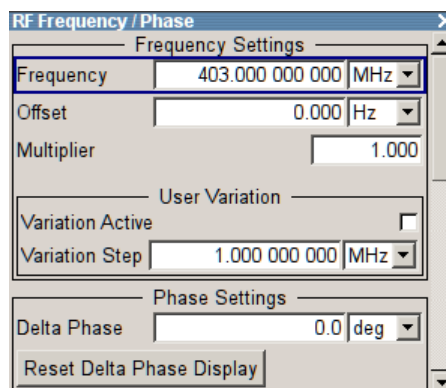 RF Frequency / Phase
Frequency Settings
Frequency 403.000 000 000 MHz
Offset 0.000 Hz
Multiplier 1.000
User Variation
Variation Active
Variation Step 1.000 000 000 MHz
Phase Settings
Delta Phase 0.0 deg
Reset Delta Phase Display